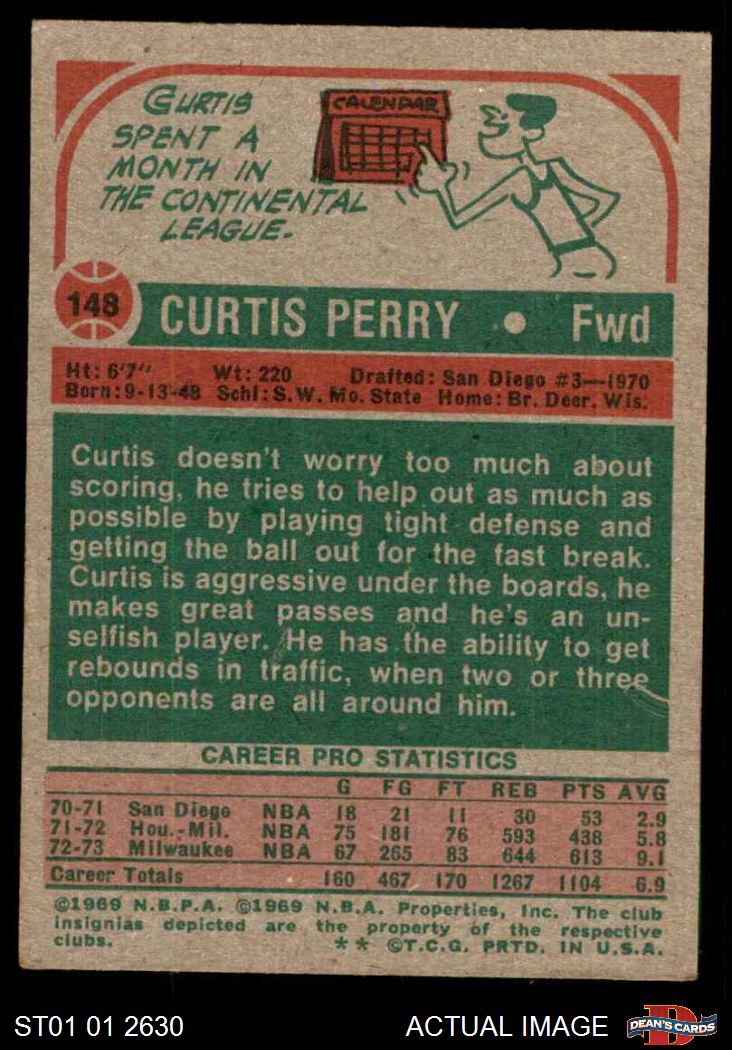 CURTIS
SPENT A
MONTH IN
THE CONTINENTAL
LEAGUE.
CALENDAR
148
CURTIS PERRY • Fwd
Ht: 6'7" Wt: 220 Drafted: San Diego #3—1970
Born: 9-13-48 Schl: S.W. Mo. State Home: Br. Deer, Wis.
Curtis doesn't worry too much about
scoring, he tries to help out as much as
possible by playing tight defense and
getting the ball out for the fast break.
Curtis is aggressive under the boards, he
makes great passes and he's an un-
selfish player. He has the ability to get
rebounds in traffic, when two or three
opponents are all around him.
CAREER PRO STATISTICS
G FG FT REB PTS AVG
70-71 San Diego NBA 18 21 11 30 53 2.9
71-72 Hou.-Mil. NBA 75 181 76 593 438 5.8
72-73 Milwaukee NBA 67 265 83 644 613 9.1
Career Totals 160 467 170 1267 1104 6.9
©1969 N.B.P.A. ©1969 N.B.A. Properties, Inc. The club
insignias depicted are the property of the respective
clubs. ** ©T.C.G. PRTD. IN U.S.A.
ST01 01 2630 ACTUAL IMAGE
D
DEAN'S CARDS